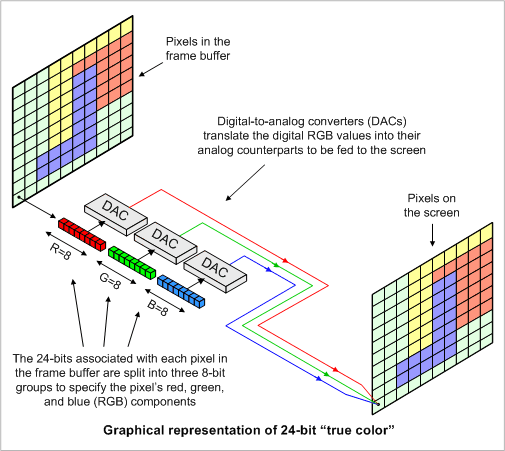 Pixels in the
frame buffer
Digital-to-analog converters (DACs)
translate the digital RGB values into their
analog counterparts to be fed to the screen
Pixels on
the screen
DAC
DAC
DAC
R=8
G=8
B=8
The 24-bits associated with each pixel in
the frame buffer are split into three 8-bit
groups to specify the pixel's red, green,
and blue (RGB) components
Graphical representation of 24-bit “true color”